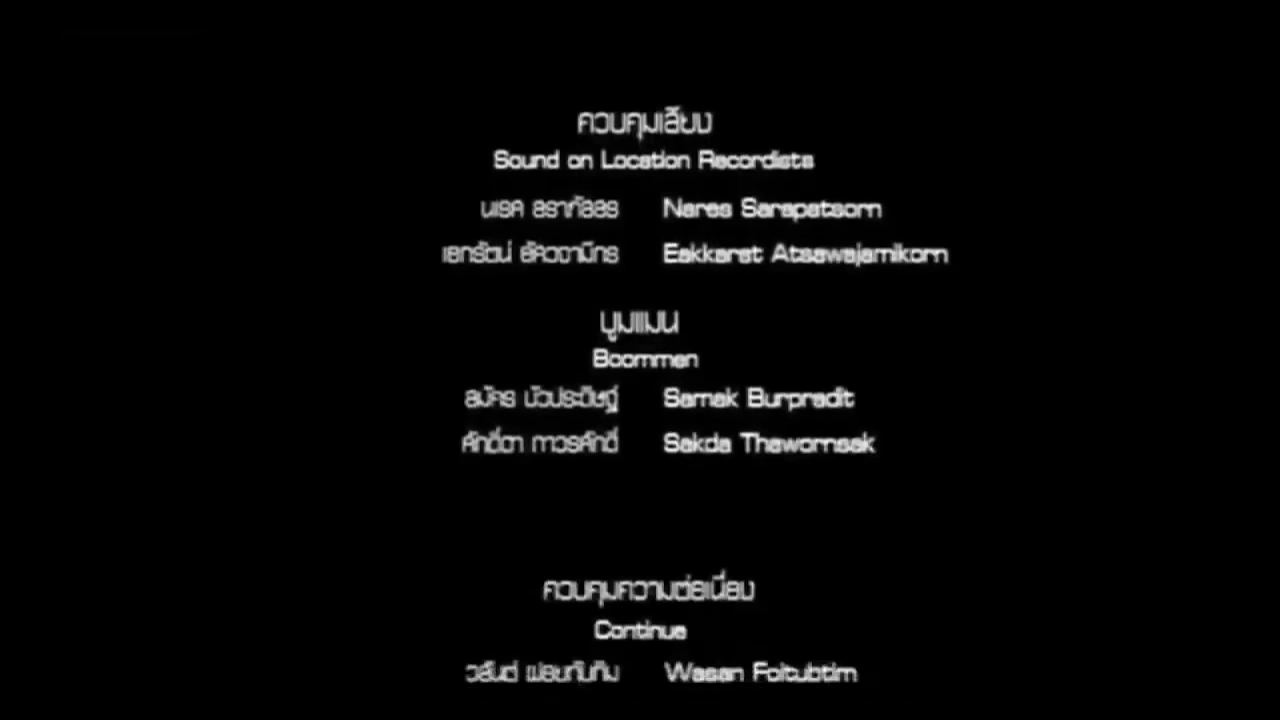 ควบคุมเสียง
Sound on Location Recordists
นเรศ สราภัสสร Nares Sarapatsorn
เอกรัตน์ อัศวจามีกร Eakkarat Atsawajamikorn
บูมแมน
Boommen
สมัคร บัวประดิษฐ์ Samak Burpradit
ศักดิ์ดา ถาวรศักดิ์ Sakda Thawornsak
ควบคุมความต่อเนื่อง
Continue
วสันต์ ฝอยทับทิม Wasan Foitubtim